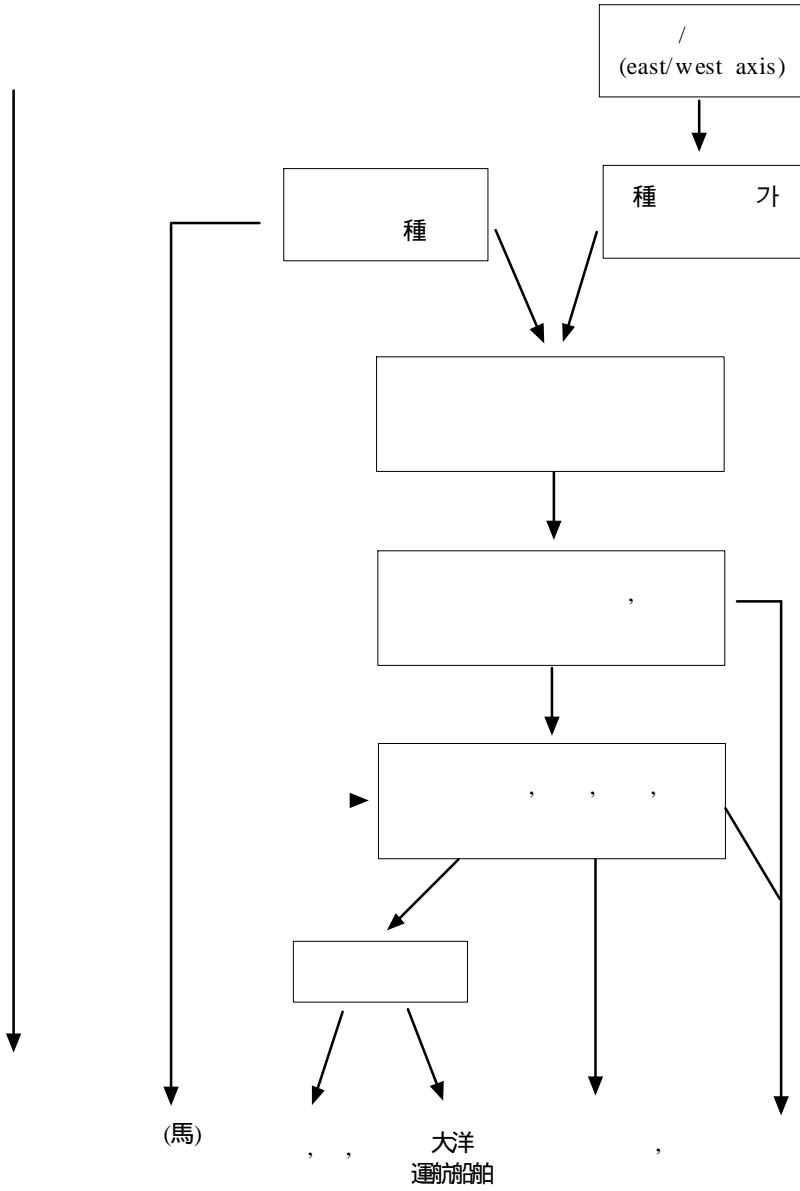 /
(east/west axis)
種 가
種
,
, , ,
(馬)
, ,
大洋
運航船舶
,